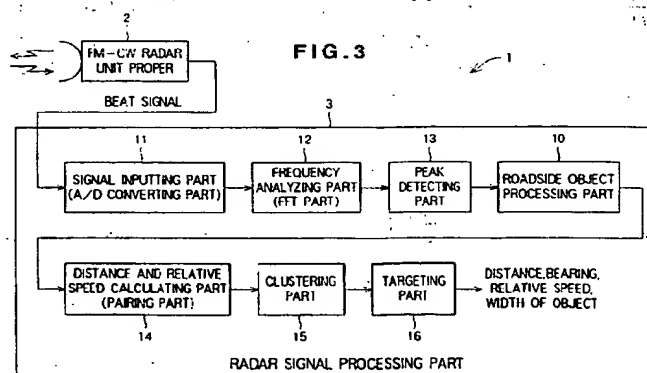 2
FM-CW RADAR
UNIT PROPER
FIG.3
1
BEAT SIGNAL
3
11
12
13
10
SIGNAL INPUTTING PART
(A/D CONVERTING PART)
FREQUENCY
ANALYZING PART
(FFT PART)
PEAK
DETECTING
PART
ROADSIDE OBJECT
PROCESSING PART
DISTANCE AND RELATIVE
SPEED CALCULATING PART
(PAIRING PART)
CLUSTERING
PART
TARGETING
PART
DISTANCE,BEARING,
RELATIVE SPEED,
WIDTH OF OBJECT
14
15
16
RADAR SIGNAL PROCESSING PART